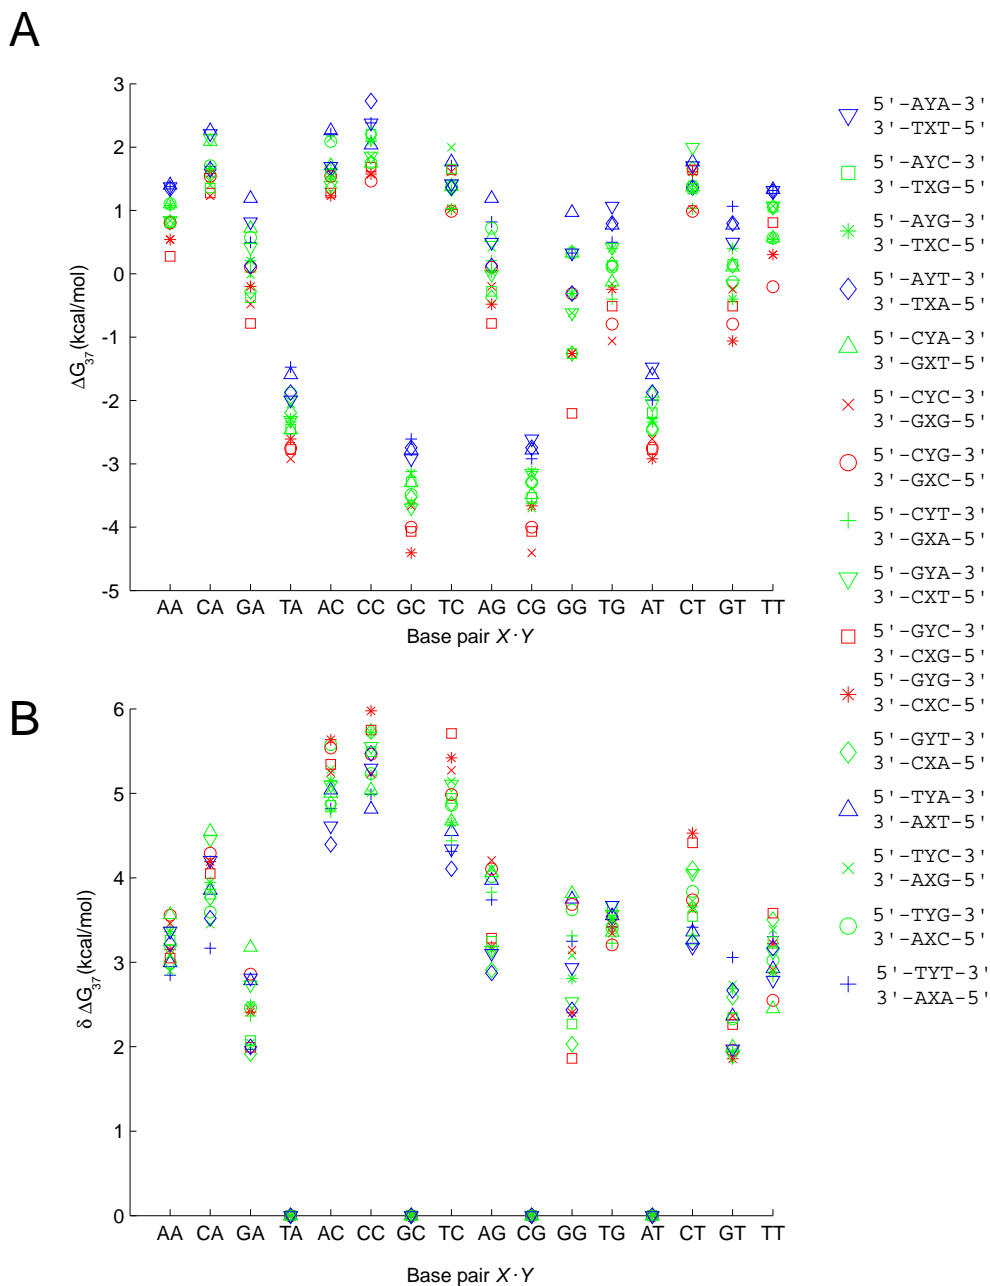 A
3
2
1
0
-1
-2
-3
-4
-5
ΔG37(kcal/mol)
AA CA GA TA AC CC GC TC AG CG GG TG AT CT GT TT
Base pair X·Y
5'-AYA-3'
3'-TXT-5'
5'-AYC-3'
3'-TXG-5'
5'-AYG-3'
3'-TXC-5'
5'-AYT-3'
3'-TXA-5'
5'-CYA-3'
3'-GXT-5'
5'-CYC-3'
3'-GXG-5'
5'-CYG-3'
3'-GXC-5'
5'-CYT-3'
3'-GXA-5'
5'-GYA-3'
3'-CXT-5'
5'-GYC-3'
3'-CXG-5'
5'-GYG-3'
3'-CXC-5'
5'-GYT-3'
3'-CXA-5'
5'-TYA-3'
3'-AXT-5'
5'-TYC-3'
3'-AXG-5'
5'-TYG-3'
3'-AXC-5'
5'-TYT-3'
3'-AXA-5'
B
6
5
4
3
2
1
0
δ ΔG37(kcal/mol)
AA CA GA TA AC CC GC TC AG CG GG TG AT CT GT TT
Base pair X·Y